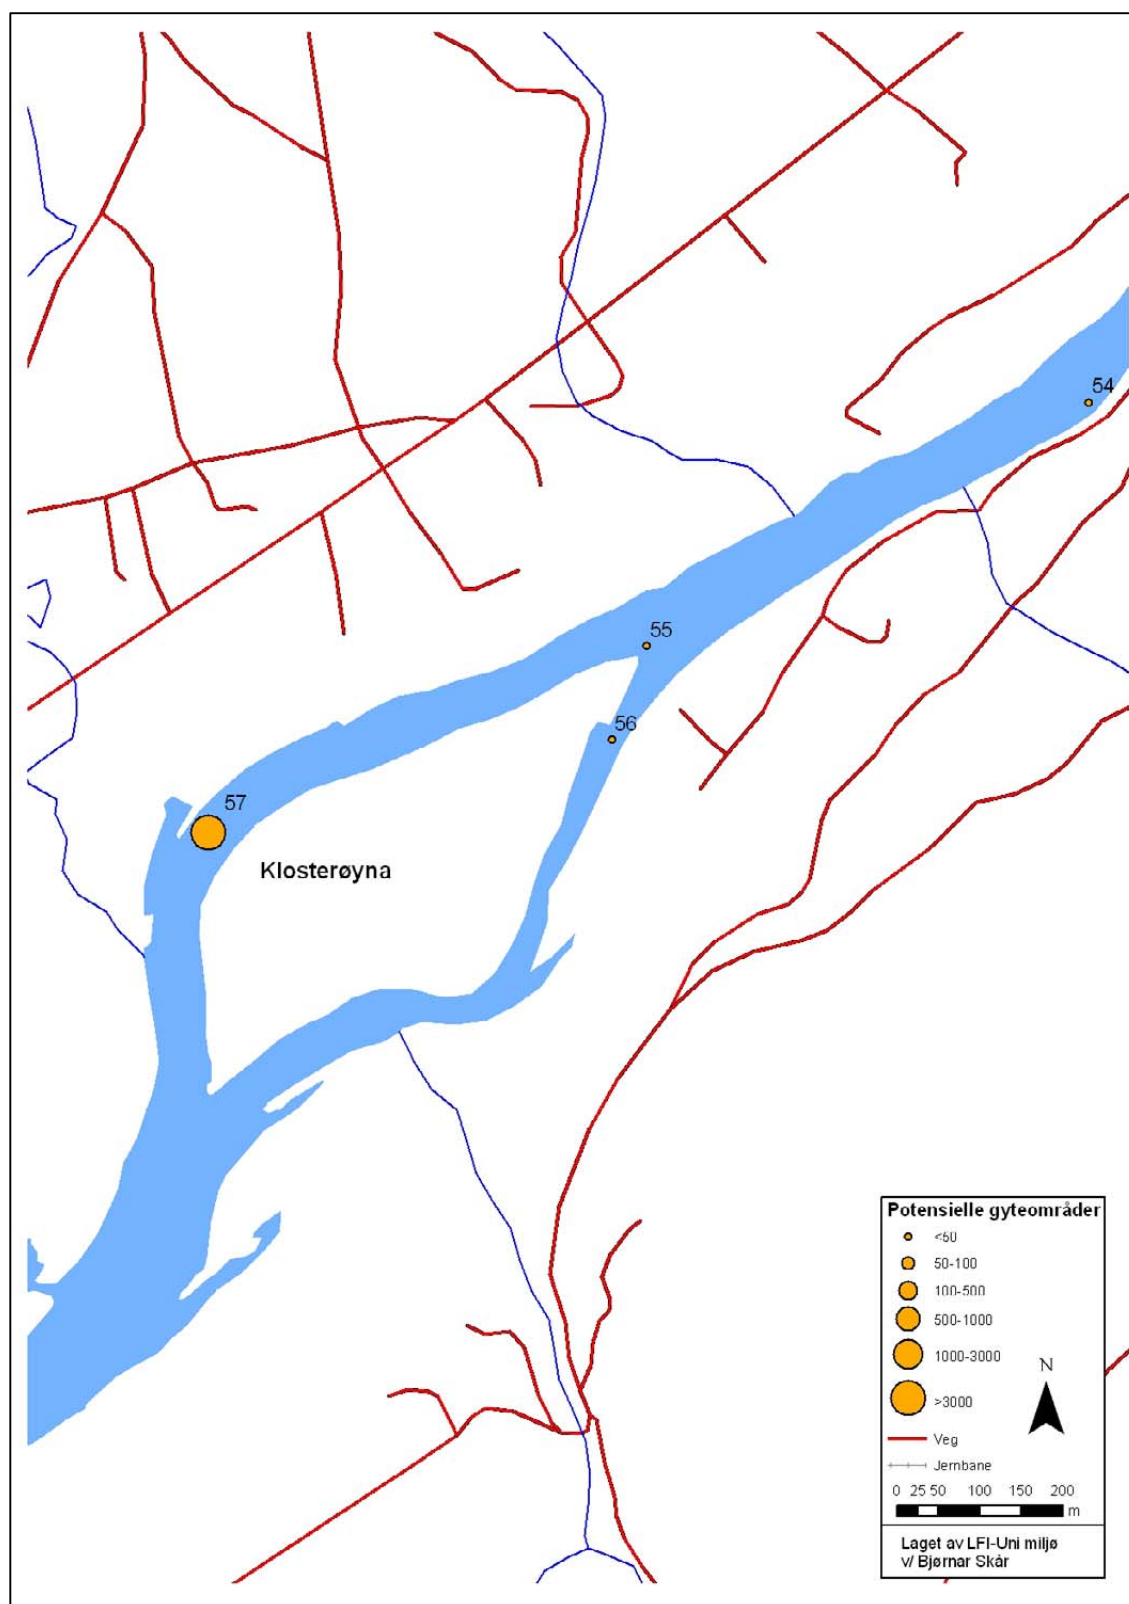 54
55
56
57
Klosterøyna
Potensielle gyteområder
<50
50-100
100-500
500-1000
1000-3000
>3000
N
Veg
Jernbane
0 25 50 100 150 200
m
Laget av LFI-Uni miljø
v/ Bjørnar Skår